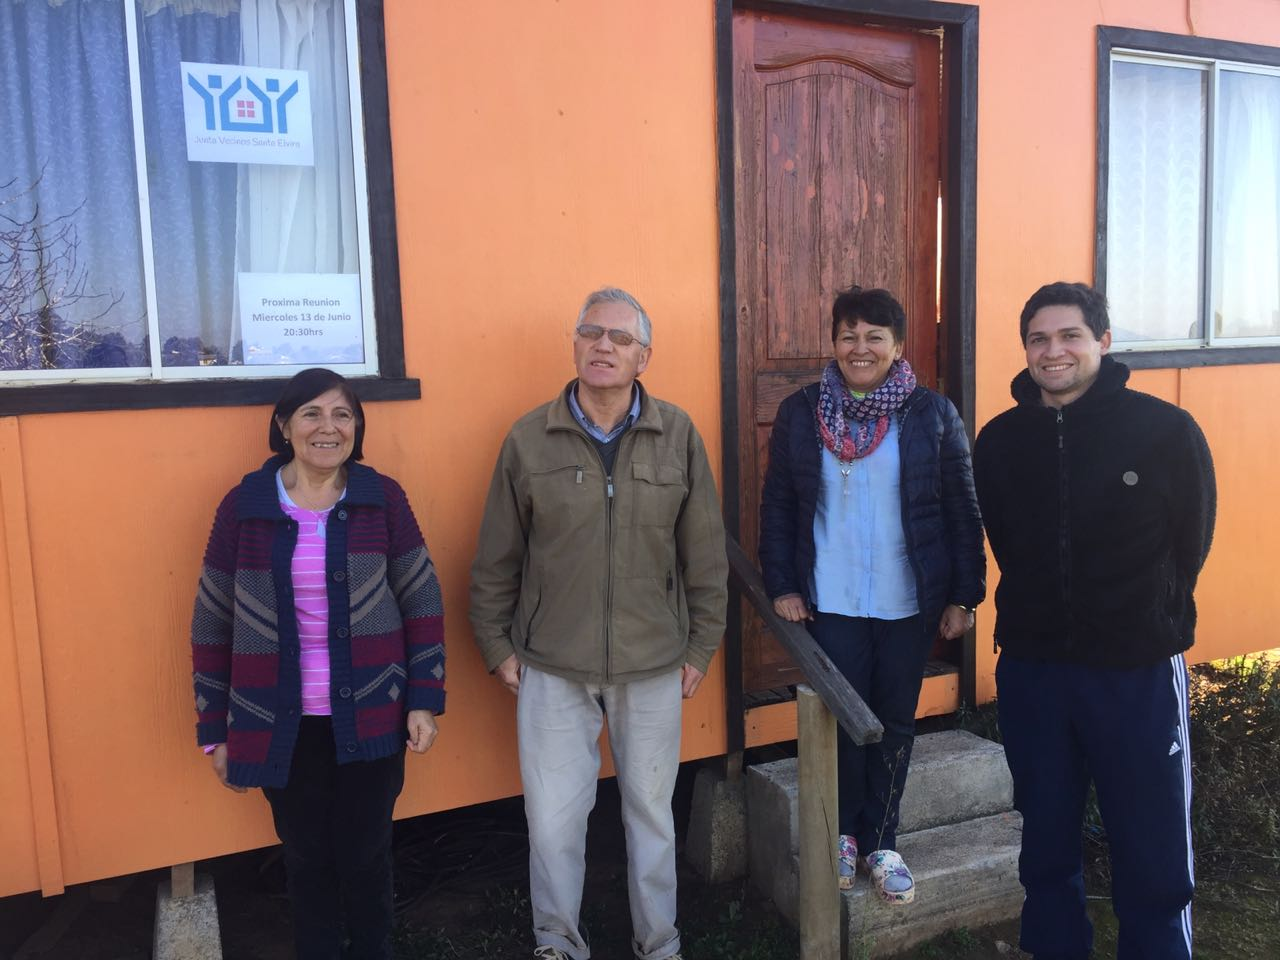 Junta Vecinos Santa Elvira
Proxima Reunion
Miercoles 13 de Junio
20:30hrs